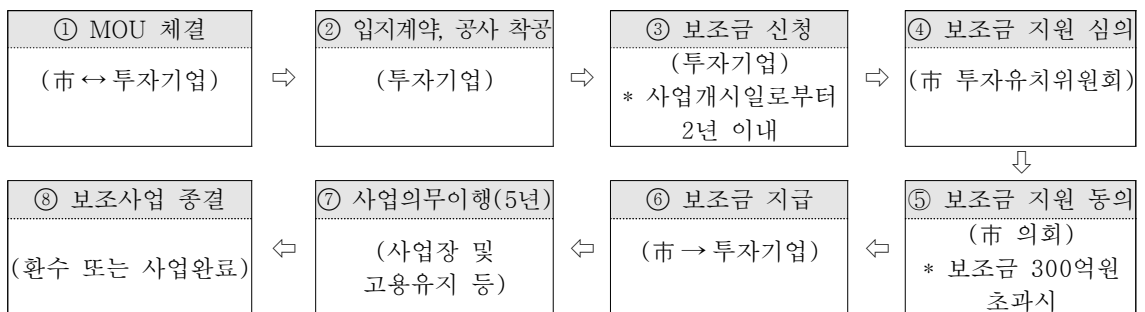 ① MOU 체결
(市 ↔ 투자기업)
⇨
② 입지계약, 공사 착공
(투자기업)
⇨
③ 보조금 신청
(투자기업)
* 사업개시일로부터
2년 이내
⇨
④ 보조금 지원 심의
(市 투자유치위원회)
⇩
⑤ 보조금 지원 동의
(市 의회)
* 보조금 300억원
초과시
⇦
⑥ 보조금 지급
(市 → 투자기업)
⇦
⑦ 사업의무이행(5년)
(사업장 및
고용유지 등)
⇦
⑧ 보조사업 종결
(환수 또는 사업완료)